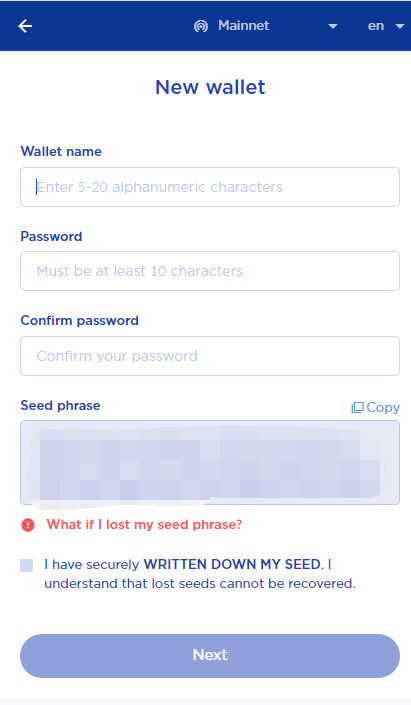 Mainnet
en
New wallet
Wallet name
Enter 5-20 alphanumeric characters
Password
Must be at least 10 characters
Confirm password
Confirm your password
Seed phrase
Copy
What if I lost my seed phrase?
I have securely WRITTEN DOWN MY SEED. I
understand that lost seeds cannot be recovered.
Next